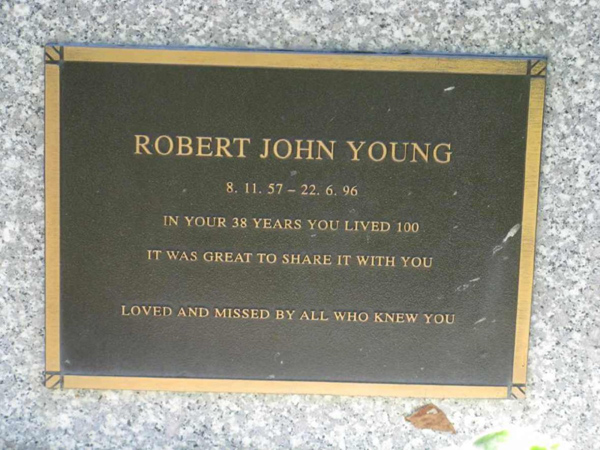 ROBERT JOHN YOUNG
8. 11. 57 – 22. 6. 96
IN YOUR 38 YEARS YOU LIVED 100
IT WAS GREAT TO SHARE IT WITH YOU
LOVED AND MISSED BY ALL WHO KNEW YOU